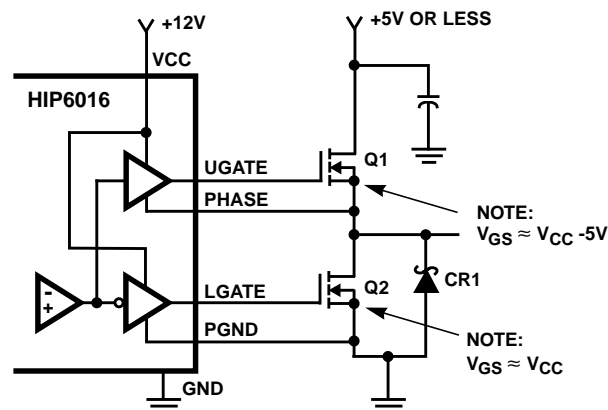 +12V
+5V OR LESS
VCC
HIP6016
UGATE
Q1
PHASE
NOTE:
VGS ≈ VCC -5V
- +
LGATE
Q2
CR1
PGND
NOTE:
VGS ≈ VCC
GND